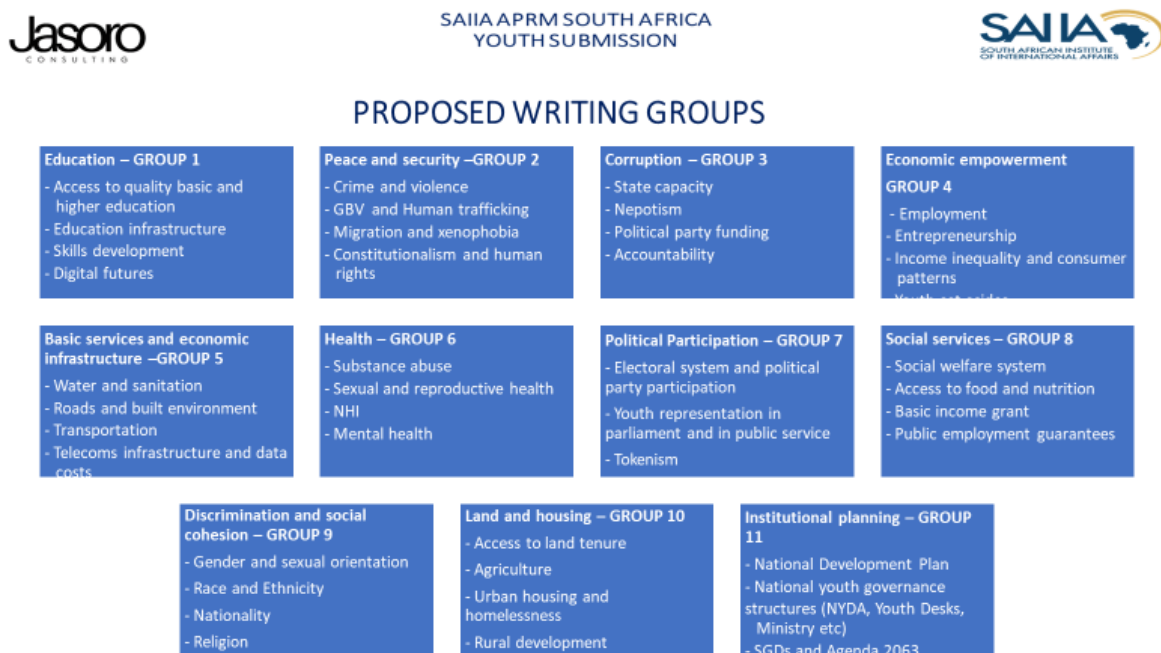 Jasoro
CONSULTING
SAIIA APRM SOUTH AFRICA
YOUTH SUBMISSION
SAIIA
SOUTH AFRICAN INSTITUTE
OF INTERNATIONAL AFFAIRS
PROPOSED WRITING GROUPS
Education – GROUP 1
- Access to quality basic and
higher education
- Education infrastructure
- Skills development
- Digital futures
Peace and security –GROUP 2
- Crime and violence
- GBV and Human trafficking
- Migration and xenophobia
- Constitutionalism and human
rights
Corruption – GROUP 3
- State capacity
- Nepotism
- Political party funding
- Accountability
Economic empowerment
GROUP 4
- Employment
- Entrepreneurship
- Income inequality and consumer
patterns
Basic services and economic
infrastructure –GROUP 5
- Water and sanitation
- Roads and built environment
- Transportation
- Telecoms infrastructure and data
costs
Health – GROUP 6
- Substance abuse
- Sexual and reproductive health
- NHI
- Mental health
Political Participation – GROUP 7
- Electoral system and political
party participation
- Youth representation in
parliament and in public service
- Tokenism
Social services – GROUP 8
- Social welfare system
- Access to food and nutrition
- Basic income grant
- Public employment guarantees
Discrimination and social
cohesion – GROUP 9
- Gender and sexual orientation
- Race and Ethnicity
- Nationality
- Religion
Land and housing – GROUP 10
- Access to land tenure
- Agriculture
- Urban housing and
homelessness
- Rural development
Institutional planning – GROUP
11
- National Development Plan
- National youth governance
structures (NYDA, Youth Desks,
Ministry etc)
- SGDs and Agenda 2063